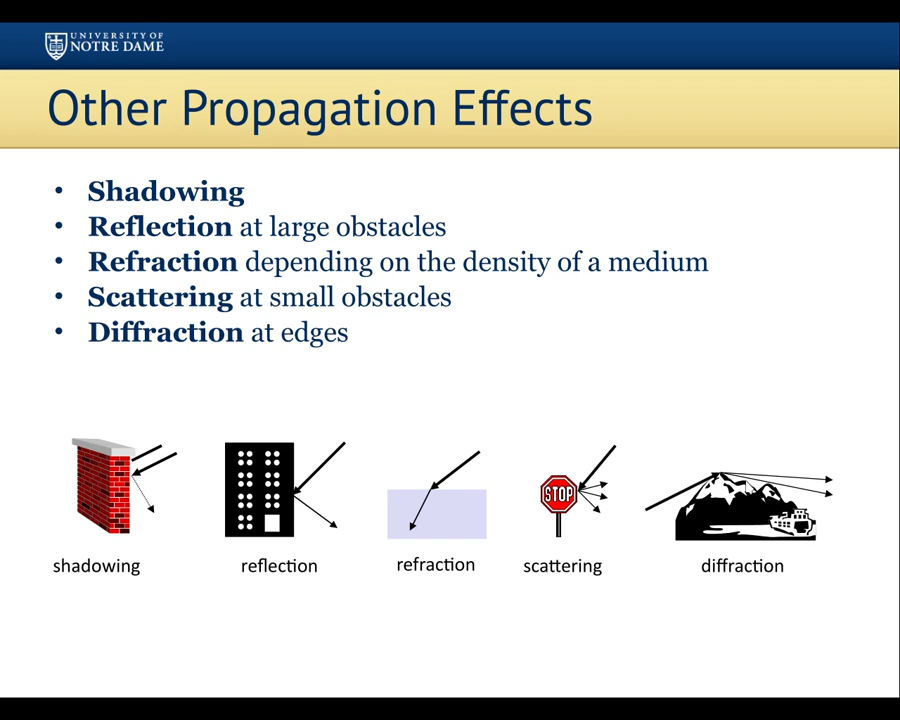 UNIVERSITY OF
NOTRE DAME
Other Propagation Effects
• Shadowing
• Reflection at large obstacles
• Refraction depending on the density of a medium
• Scattering at small obstacles
• Diffraction at edges
STOP
shadowing
reflection
refraction
scattering
diffraction